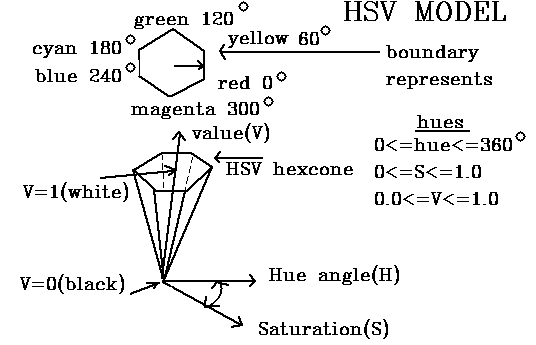 HSV MODEL
green 120°
cyan 180°
yellow 60°
boundary
blue 240°
red 0°
represents
magenta 300°
hues
value(V)
0<=hue<=360°
HSV hexcone
0<=S<=1.0
V=1(white)
0.0<=V<=1.0
V=0(black)
Hue angle(H)
Saturation(S)